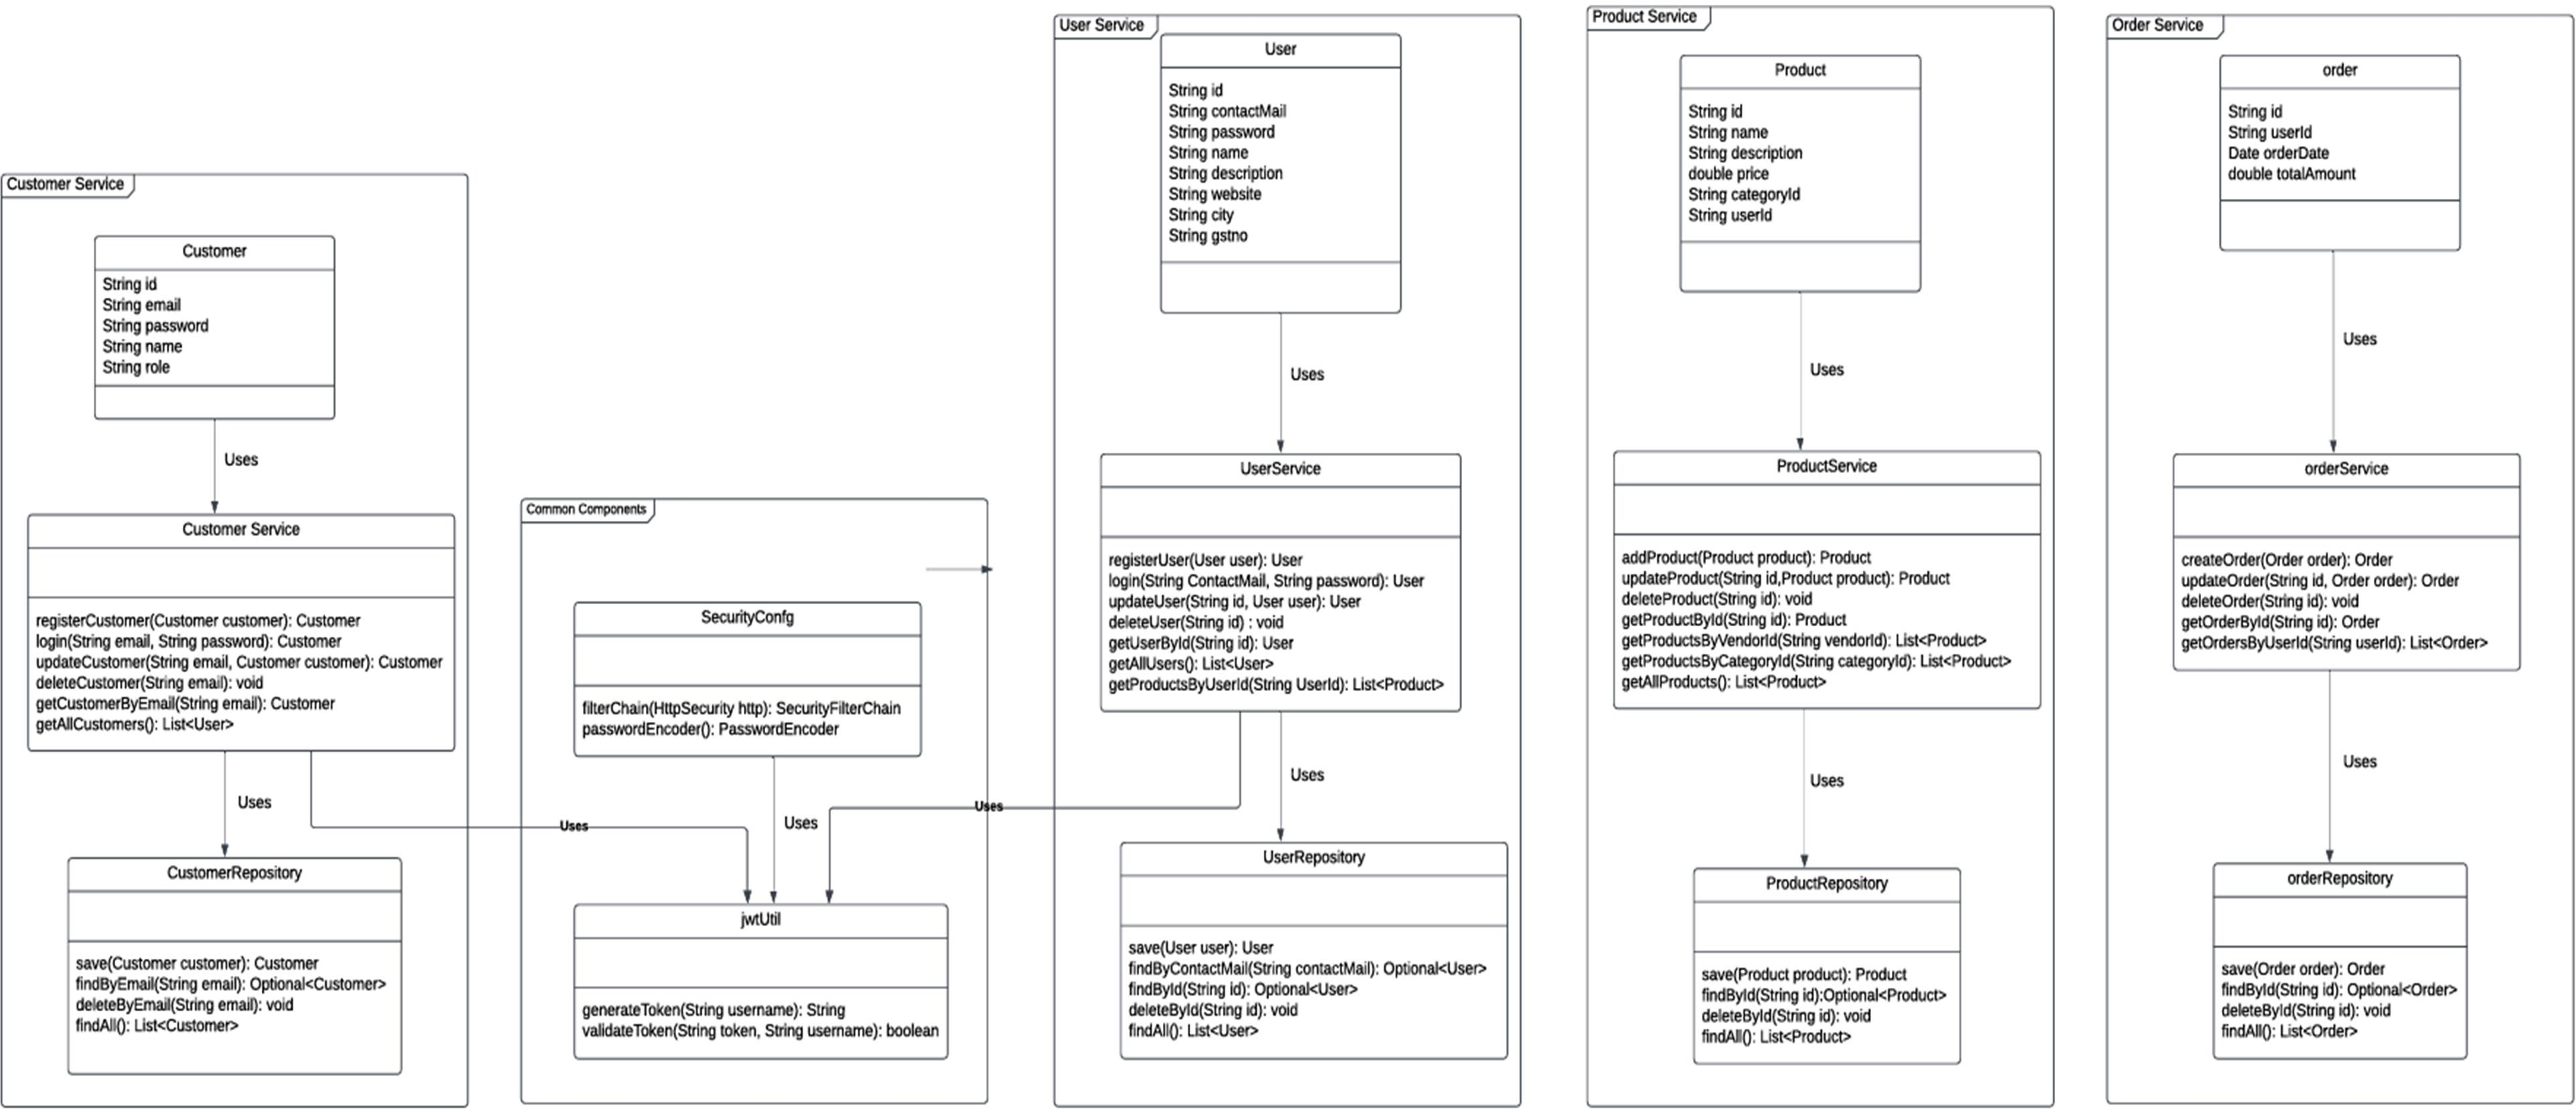 Customer Service
Customer
String id
String email
String password
String name
String role
Uses
Customer Service
registerCustomer(Customer customer): Customer
login(String email, String password): Customer
updateCustomer(String email, Customer customer): Customer
deleteCustomer(String email): void
getCustomerByEmail(String email): Customer
getAllCustomers(): List<User>
Uses
Uses
CustomerRepository
save(Customer customer): Customer
findByEmail(String email): Optional<Customer>
deleteByEmail(String email): void
findAll(): List<Customer>
Common Components
SecurityConfg
filterChain(HttpSecurity http): SecurityFilterChain
passwordEncoder(): PasswordEncoder
Uses
Uses
jwtUtil
generateToken(String username): String
validateToken(String token, String username): boolean
User Service
User
String id
String contactMail
String password
String name
String description
String website
String city
String gstno
Uses
UserService
registerUser(User user): User
login(String ContactMail, String password): User
updateUser(String id, User user): User
deleteUser(String id) : void
getUserById(String id): User
getAllUsers(): List<User>
getProductsByUserId(String UserId): List<Product>
Uses
UserRepository
save(User user): User
findByContactMail(String contactMail): Optional<User>
findById(String id): Optional<User>
deleteById(String id): void
findAll(): List<User>
Product Service
Product
String id
String name
String description
double price
String categoryId
String userId
Uses
ProductService
addProduct(Product product): Product
updateProduct(String id,Product product): Product
deleteProduct(String id): void
getProductById(String id): Product
getProductsByVendorId(String vendorId): List<Product>
getProductsByCategoryId(String categoryId): List<Product>
getAllProducts(): List<Product>
Uses
ProductRepository
save(Product product): Product
findById(String id):Optional<Product>
deleteById(String id): void
findAll(): List<Product>
Order Service
order
String id
String userId
Date orderDate
double totalAmount
Uses
orderService
createOrder(Order order): Order
updateOrder(String id, Order order): Order
deleteOrder(String id): void
getOrderById(String id): Order
getOrdersByUserId(String userId): List<Order>
Uses
orderRepository
save(Order order): Order
findById(String id): Optional<Order>
deleteById(String id): void
findAll(): List<Order>